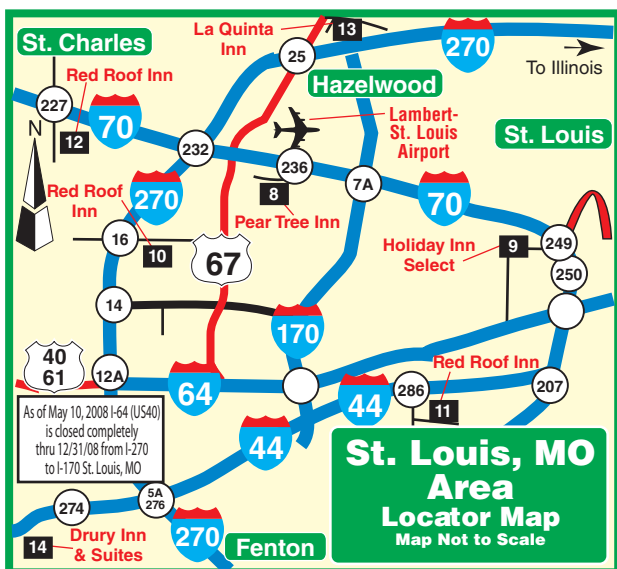 St. Charles
La Quinta
Inn
13
25
270
To Illinois
Red Roof Inn
Hazelwood
227
70
12
N
232
Lambert-
St. Louis
Airport
St. Louis
236
8
7A
Pear Tree Inn
270
70
Red Roof
Inn
16
10
67
Holiday Inn
Select
9
249
250
14
170
40
61
12A
64
Red Roof Inn
286
11
207
44
44
As of May 10, 2008 I-64 (US40)
is closed completely
thru 12/31/08 from I-270
to I-170 St. Louis, MO
St. Louis, MO
Area
Locator Map
Map Not to Scale
5A
276
274
14
Drury Inn
& Suites
270
Fenton